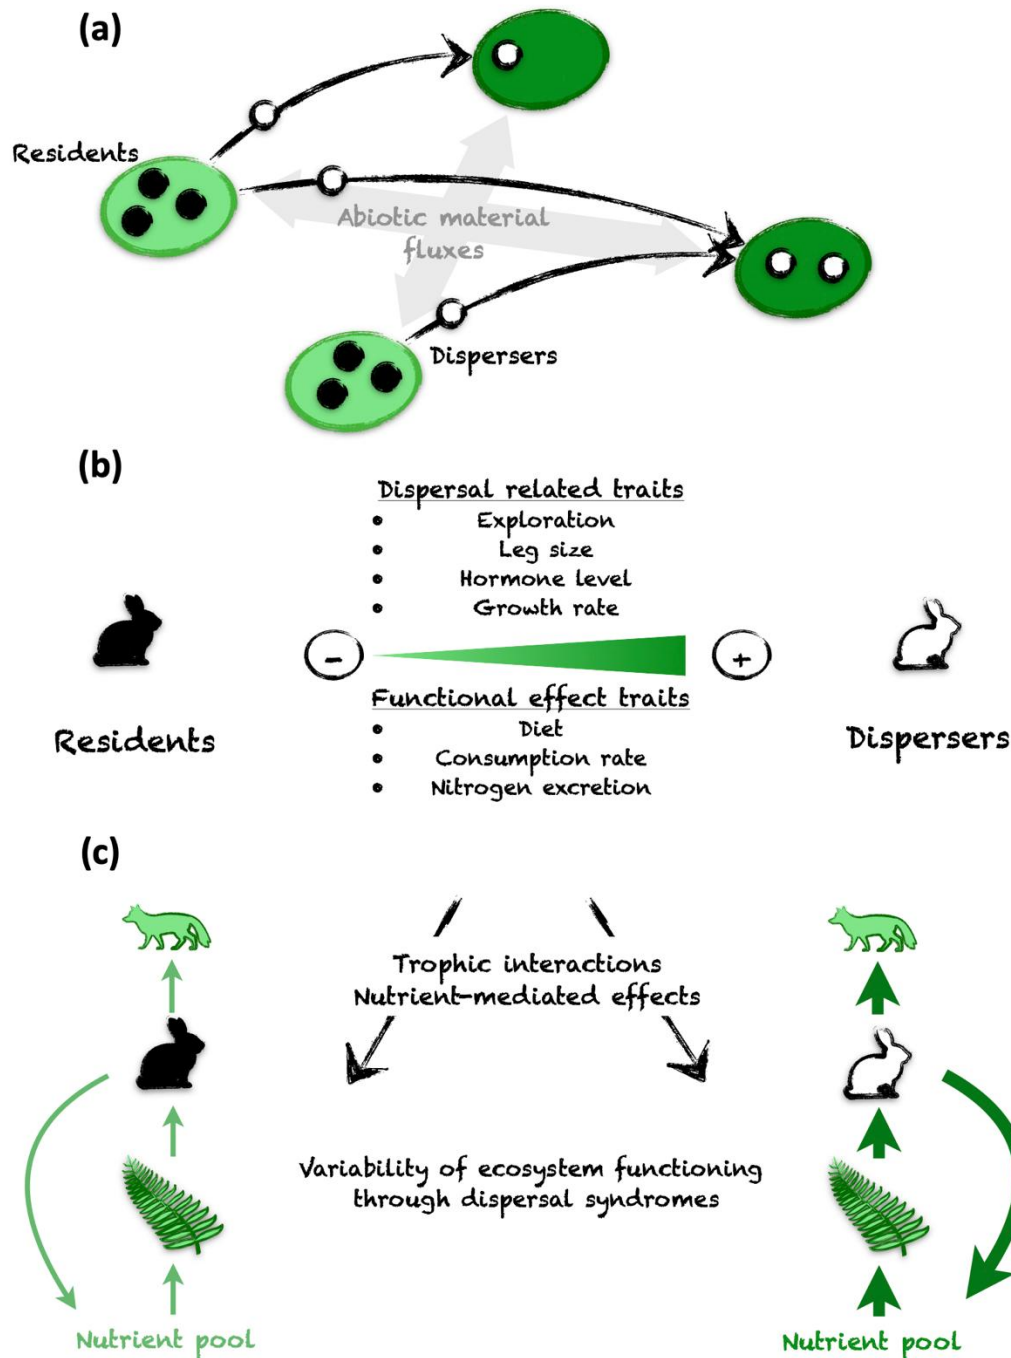 (a)
Residents
Abiotic material
fluxes
Dispersers
(b)
Dispersal related traits
• Exploration
• Leg size
• Hormone level
• Growth rate
-
+
Functional effect traits
• Diet
• Consumption rate
• Nitrogen excretion
Residents
Dispersers
(c)
Trophic interactions
Nutrient-mediated effects
Variability of ecosystem functioning
through dispersal syndromes
Nutrient pool
Nutrient pool